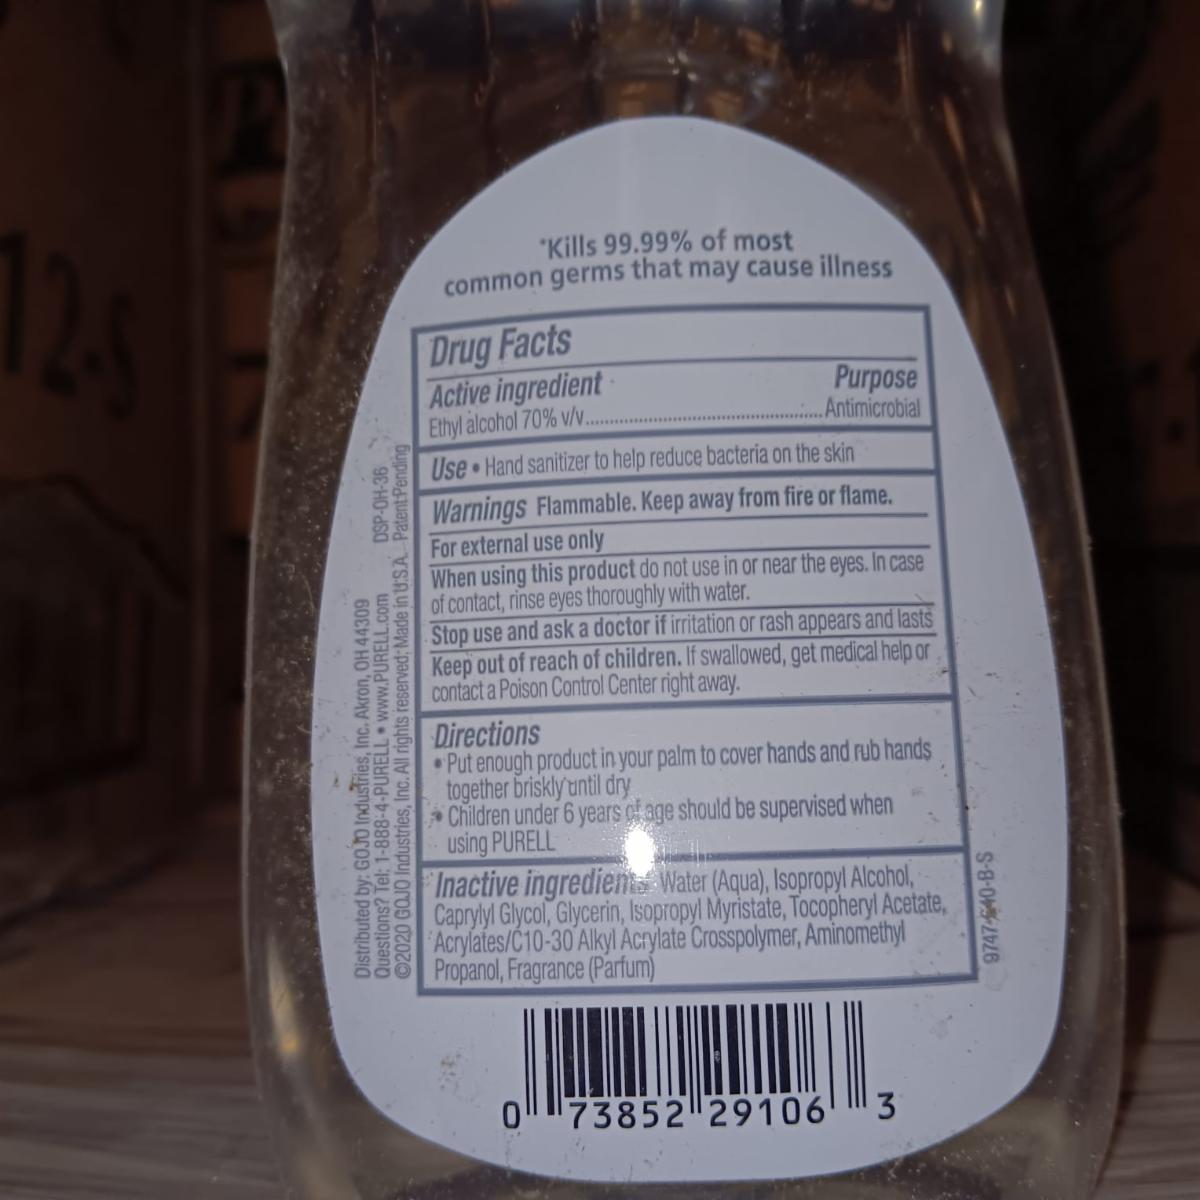 *Kills 99.99% of most
common germs that may cause illness
Drug Facts
Active ingredient Purpose
Ethyl alcohol 70% v/v........................................Antimicrobial
Use • Hand sanitizer to help reduce bacteria on the skin
Warnings Flammable. Keep away from fire or flame.
For external use only
When using this product do not use in or near the eyes. In case
of contact, rinse eyes thoroughly with water.
Stop use and ask a doctor if irritation or rash appears and lasts
Keep out of reach of children. If swallowed, get medical help or
contact a Poison Control Center right away.
Directions
• Put enough product in your palm to cover hands and rub hands
together briskly until dry
• Children under 6 years of age should be supervised when
using PURELL
Inactive ingredients Water (Aqua), Isopropyl Alcohol,
Caprylyl Glycol, Glycerin, Isopropyl Myristate, Tocopheryl Acetate,
Acrylates/C10-30 Alkyl Acrylate Crosspolymer, Aminomethyl
Propanol, Fragrance (Parfum)
Distributed by: GOJO Industries, Inc. Akron, OH 44309
Questions? Tel: 1-888-4-PURELL • www.PURELL.com DSP-OH-36
©2020 GOJO Industries, Inc. All rights reserved. Made in U.S.A. Patent Pending
0 73852 29106 3
12-S